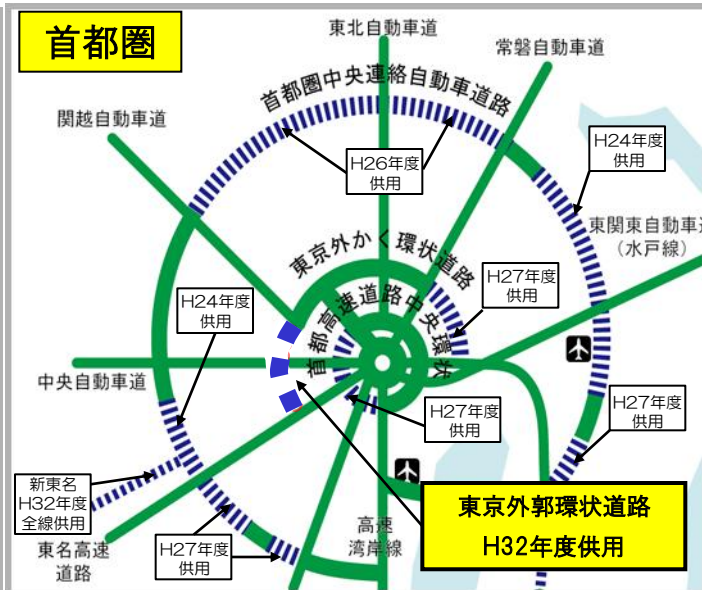 首都圏
東北自動車道
常磐自動車道
首都圏中央連絡自動車道路
関越自動車道
H26年度
供用
H24年度
供用
東関東自動車道
(水戸線)
東京外かく環状道路
H27年度
供用
H24年度
供用
首都高速道路中央環状
中央自動車道
H27年度
供用
H27年度
供用
新東名
H32年度
全線供用
東京外郭環状道路
H32年度供用
高速
湾岸線
東名高速
道路
H27年度
供用